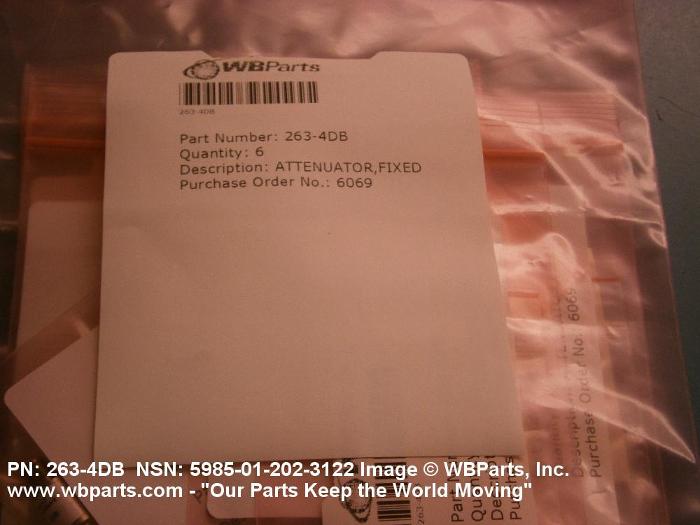 WBParts
263-4DB
Part Number: 263-4DB
Quantity: 6
Description: ATTENUATOR,FIXED
Purchase Order No.: 6069
Purchase Order No.: 6069
PN: 263-4DB NSN: 5985-01-202-3122 Image © WBParts, Inc.
www.wbparts.com - "Our Parts Keep the World Moving"